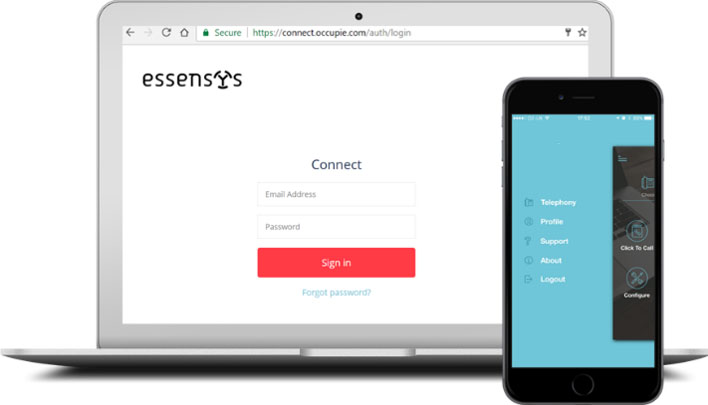 Secure
https://connect.occupie.com/auth/login
essensys
Connect
Email Address
Password
Sign in
Forgot password?
Telephony
Profile
Support
About
Logout
Click To Call
Configure